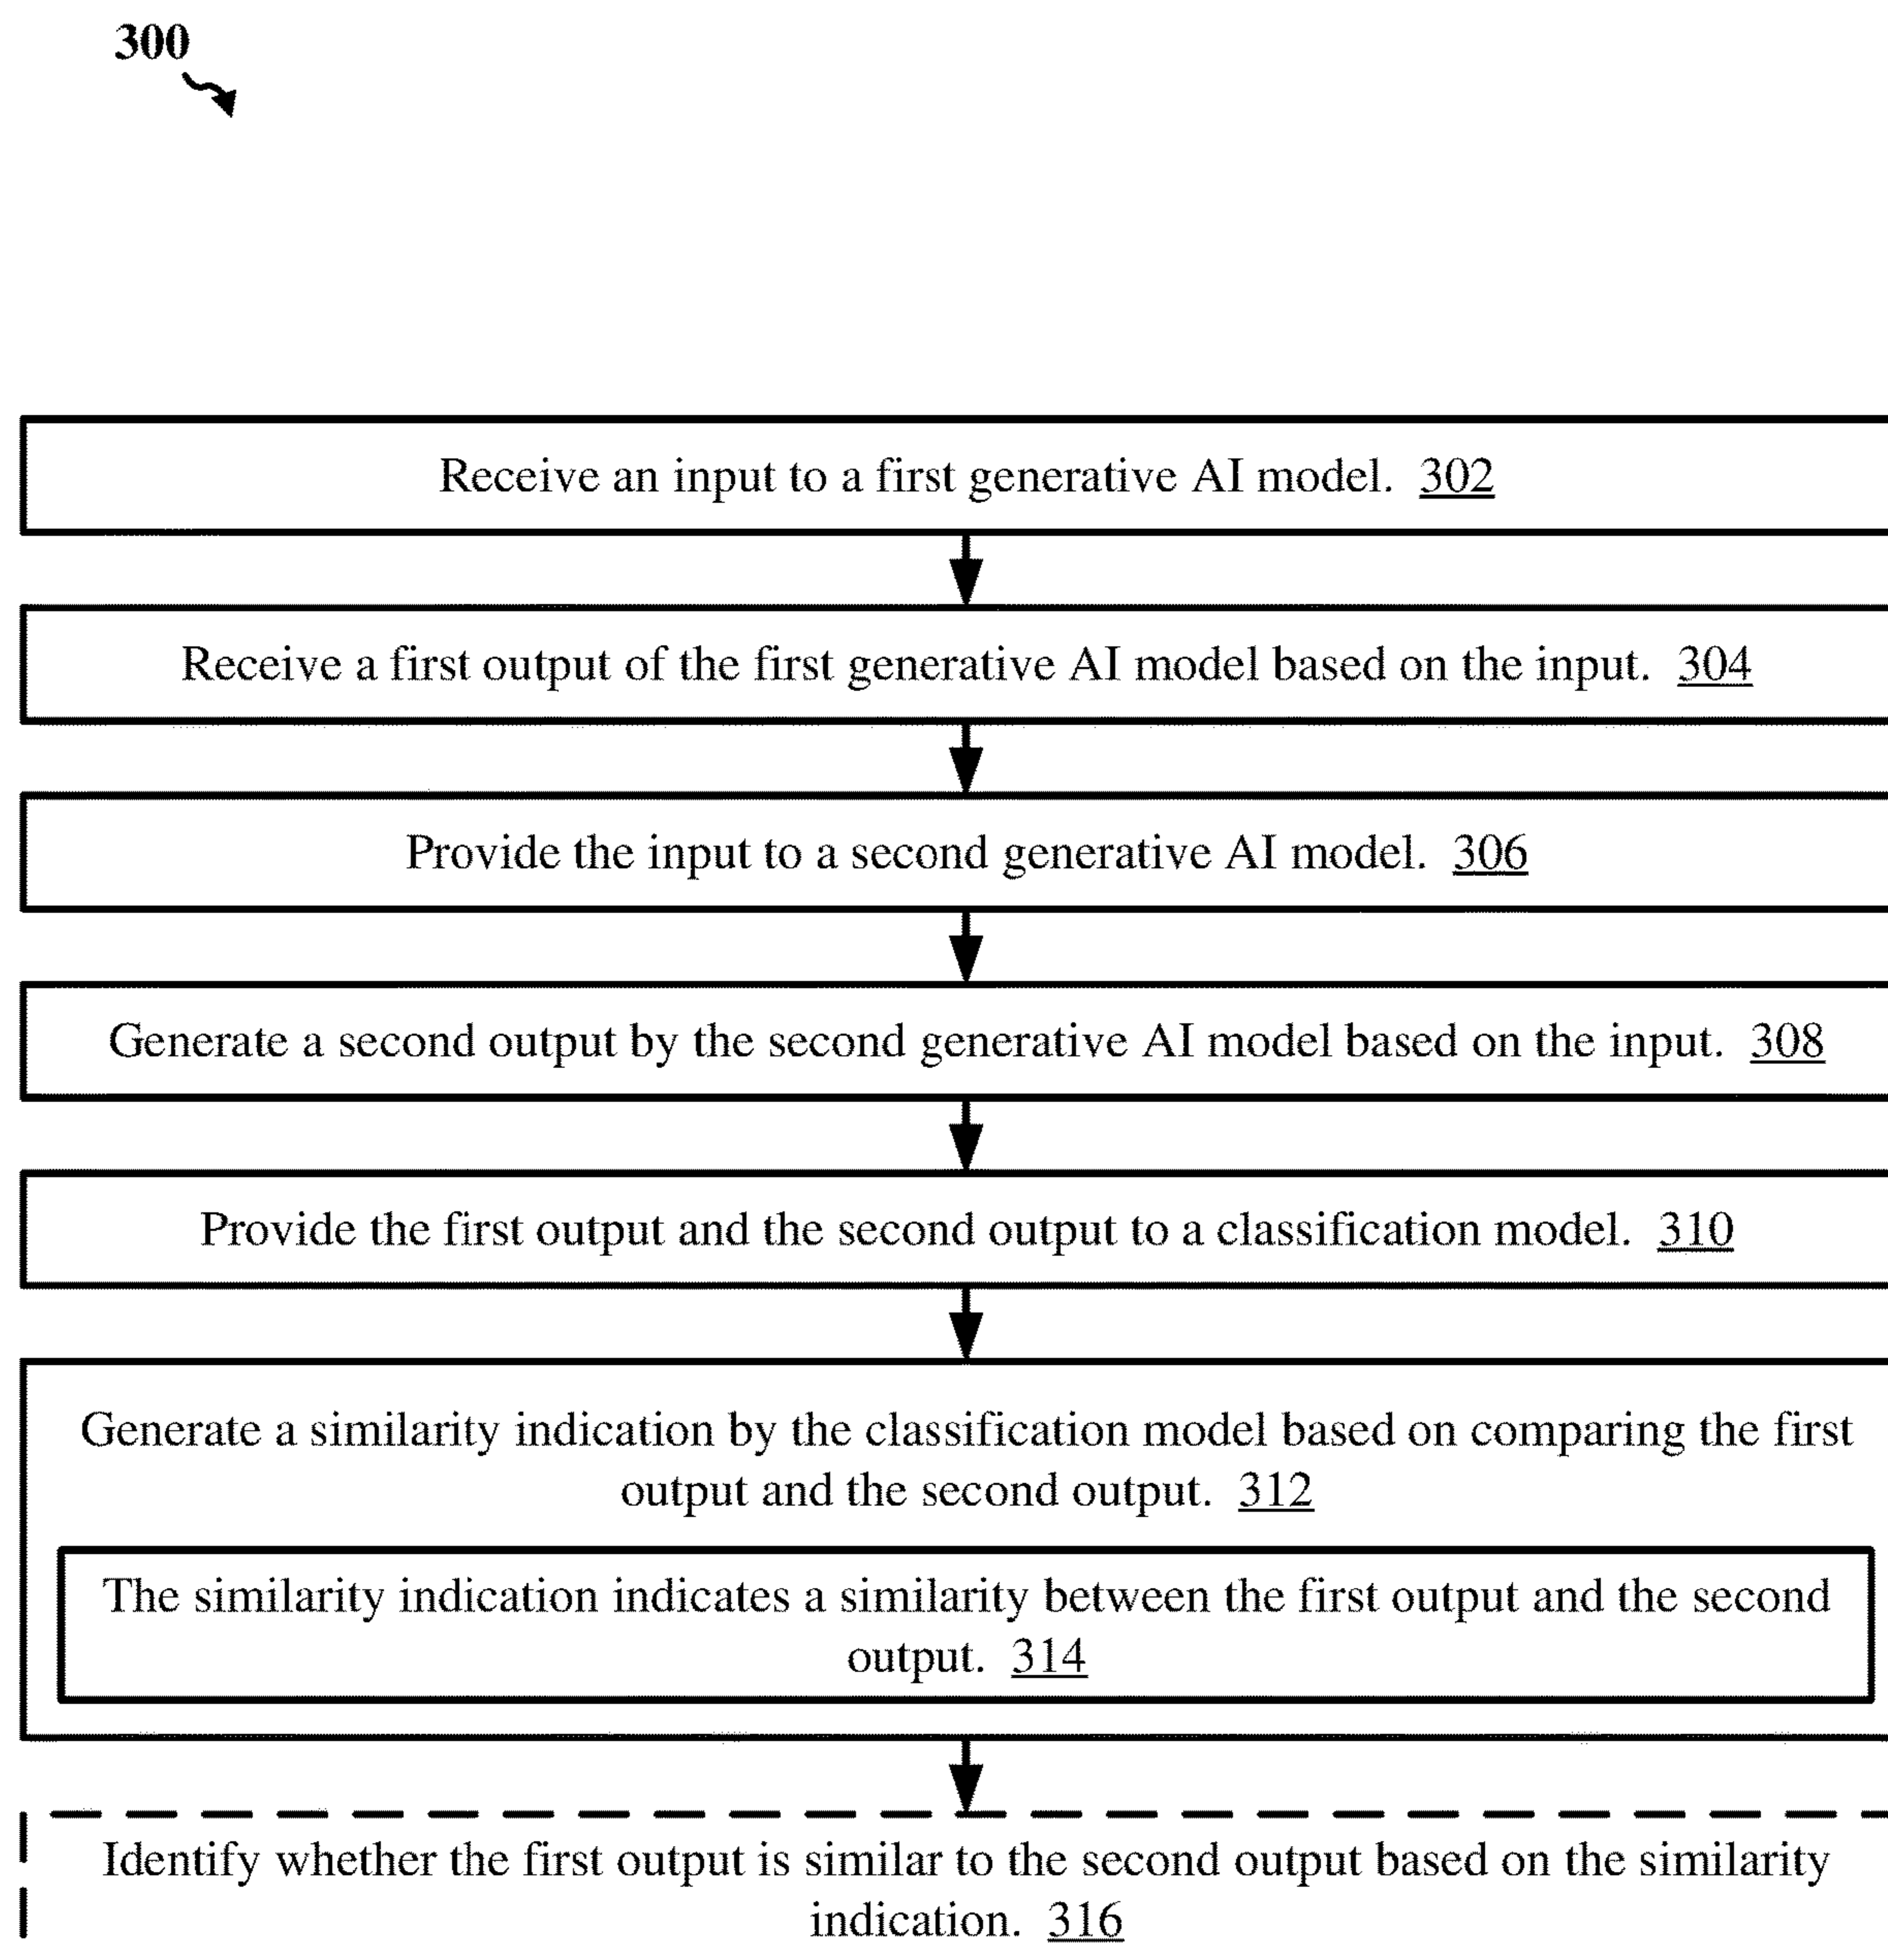 300
Receive an input to a first generative AI model. 302
Receive a first output of the first generative AI model based on the input. 304
Provide the input to a second generative AI model. 306
Generate a second output by the second generative AI model based on the input. 308
Provide the first output and the second output to a classification model. 310
Generate a similarity indication by the classification model based on comparing the first
output and the second output. 312
The similarity indication indicates a similarity between the first output and the second
output. 314
Identify whether the first output is similar to the second output based on the similarity
indication. 316